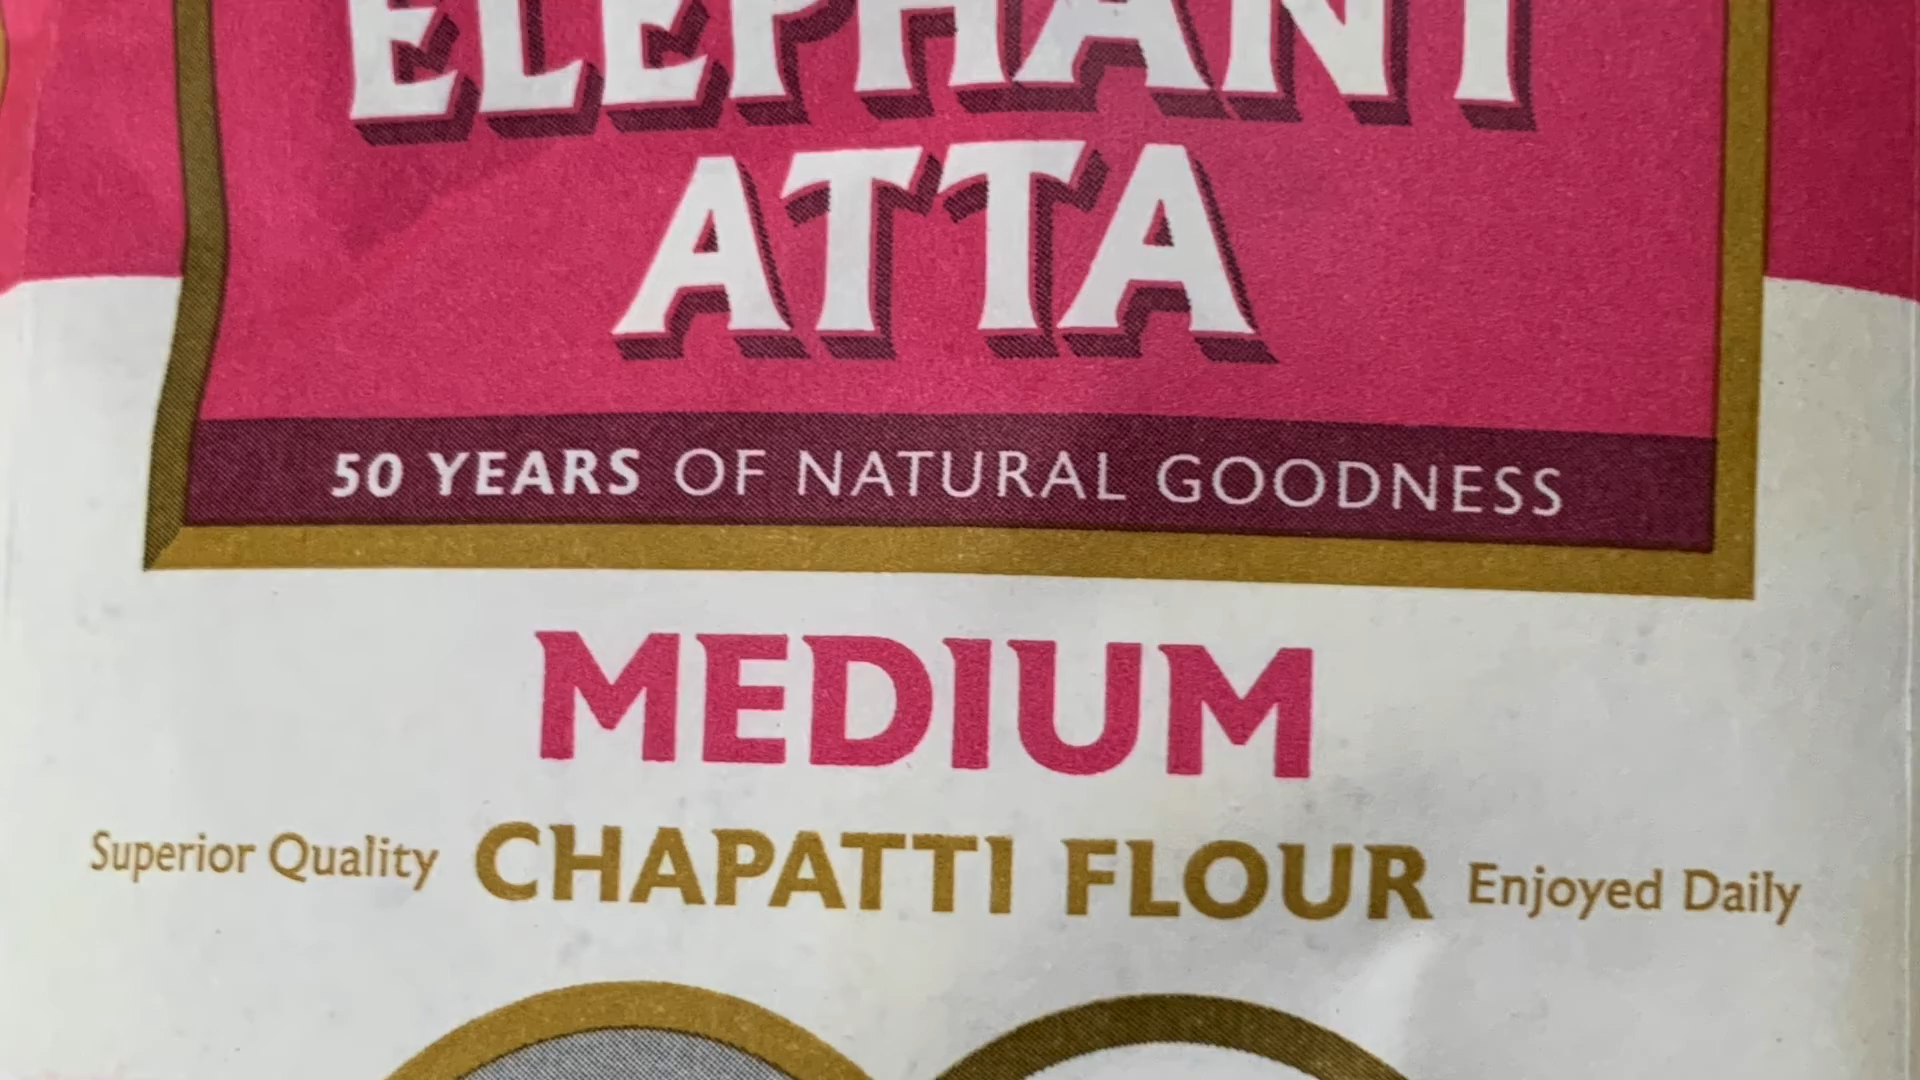 ELEPHANT
ATTA
50 YEARS OF NATURAL GOODNESS
MEDIUM
Superior Quality CHAPATTI FLOUR Enjoyed Daily